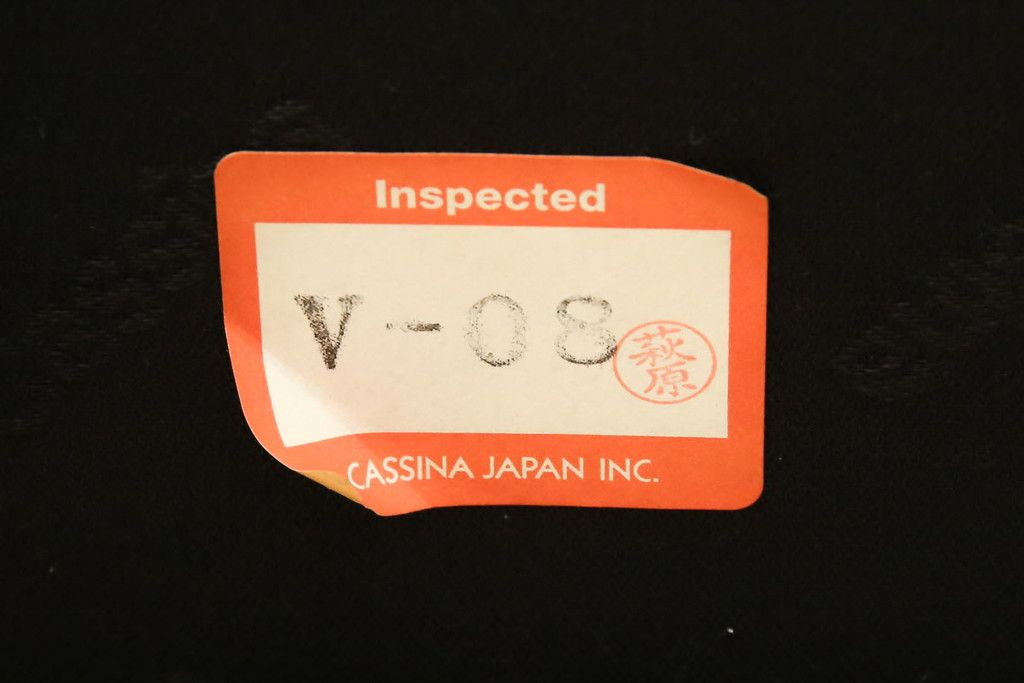 Inspected
V-08
萩原
CASSINA JAPAN INC.